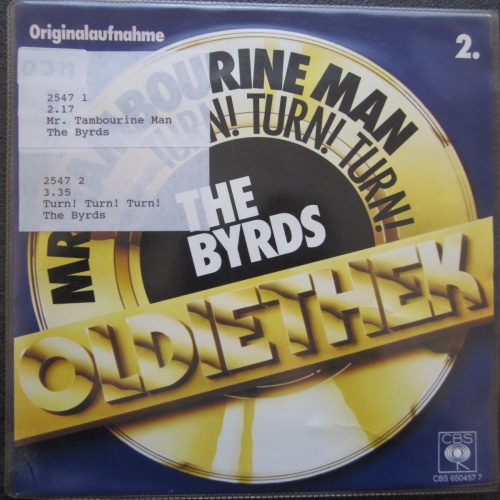 Originalaufnahme
2.
03M
2547 1
2.17
Mr. Tambourine Man
The Byrds
2547 2
3.35
Turn! Turn! Turn!
The Byrds
MR. TAMBOURINE MAN
TURN! TURN! TURN!
THE
BYRDS
OLDIETHEK
CBS
CBS 650457 7